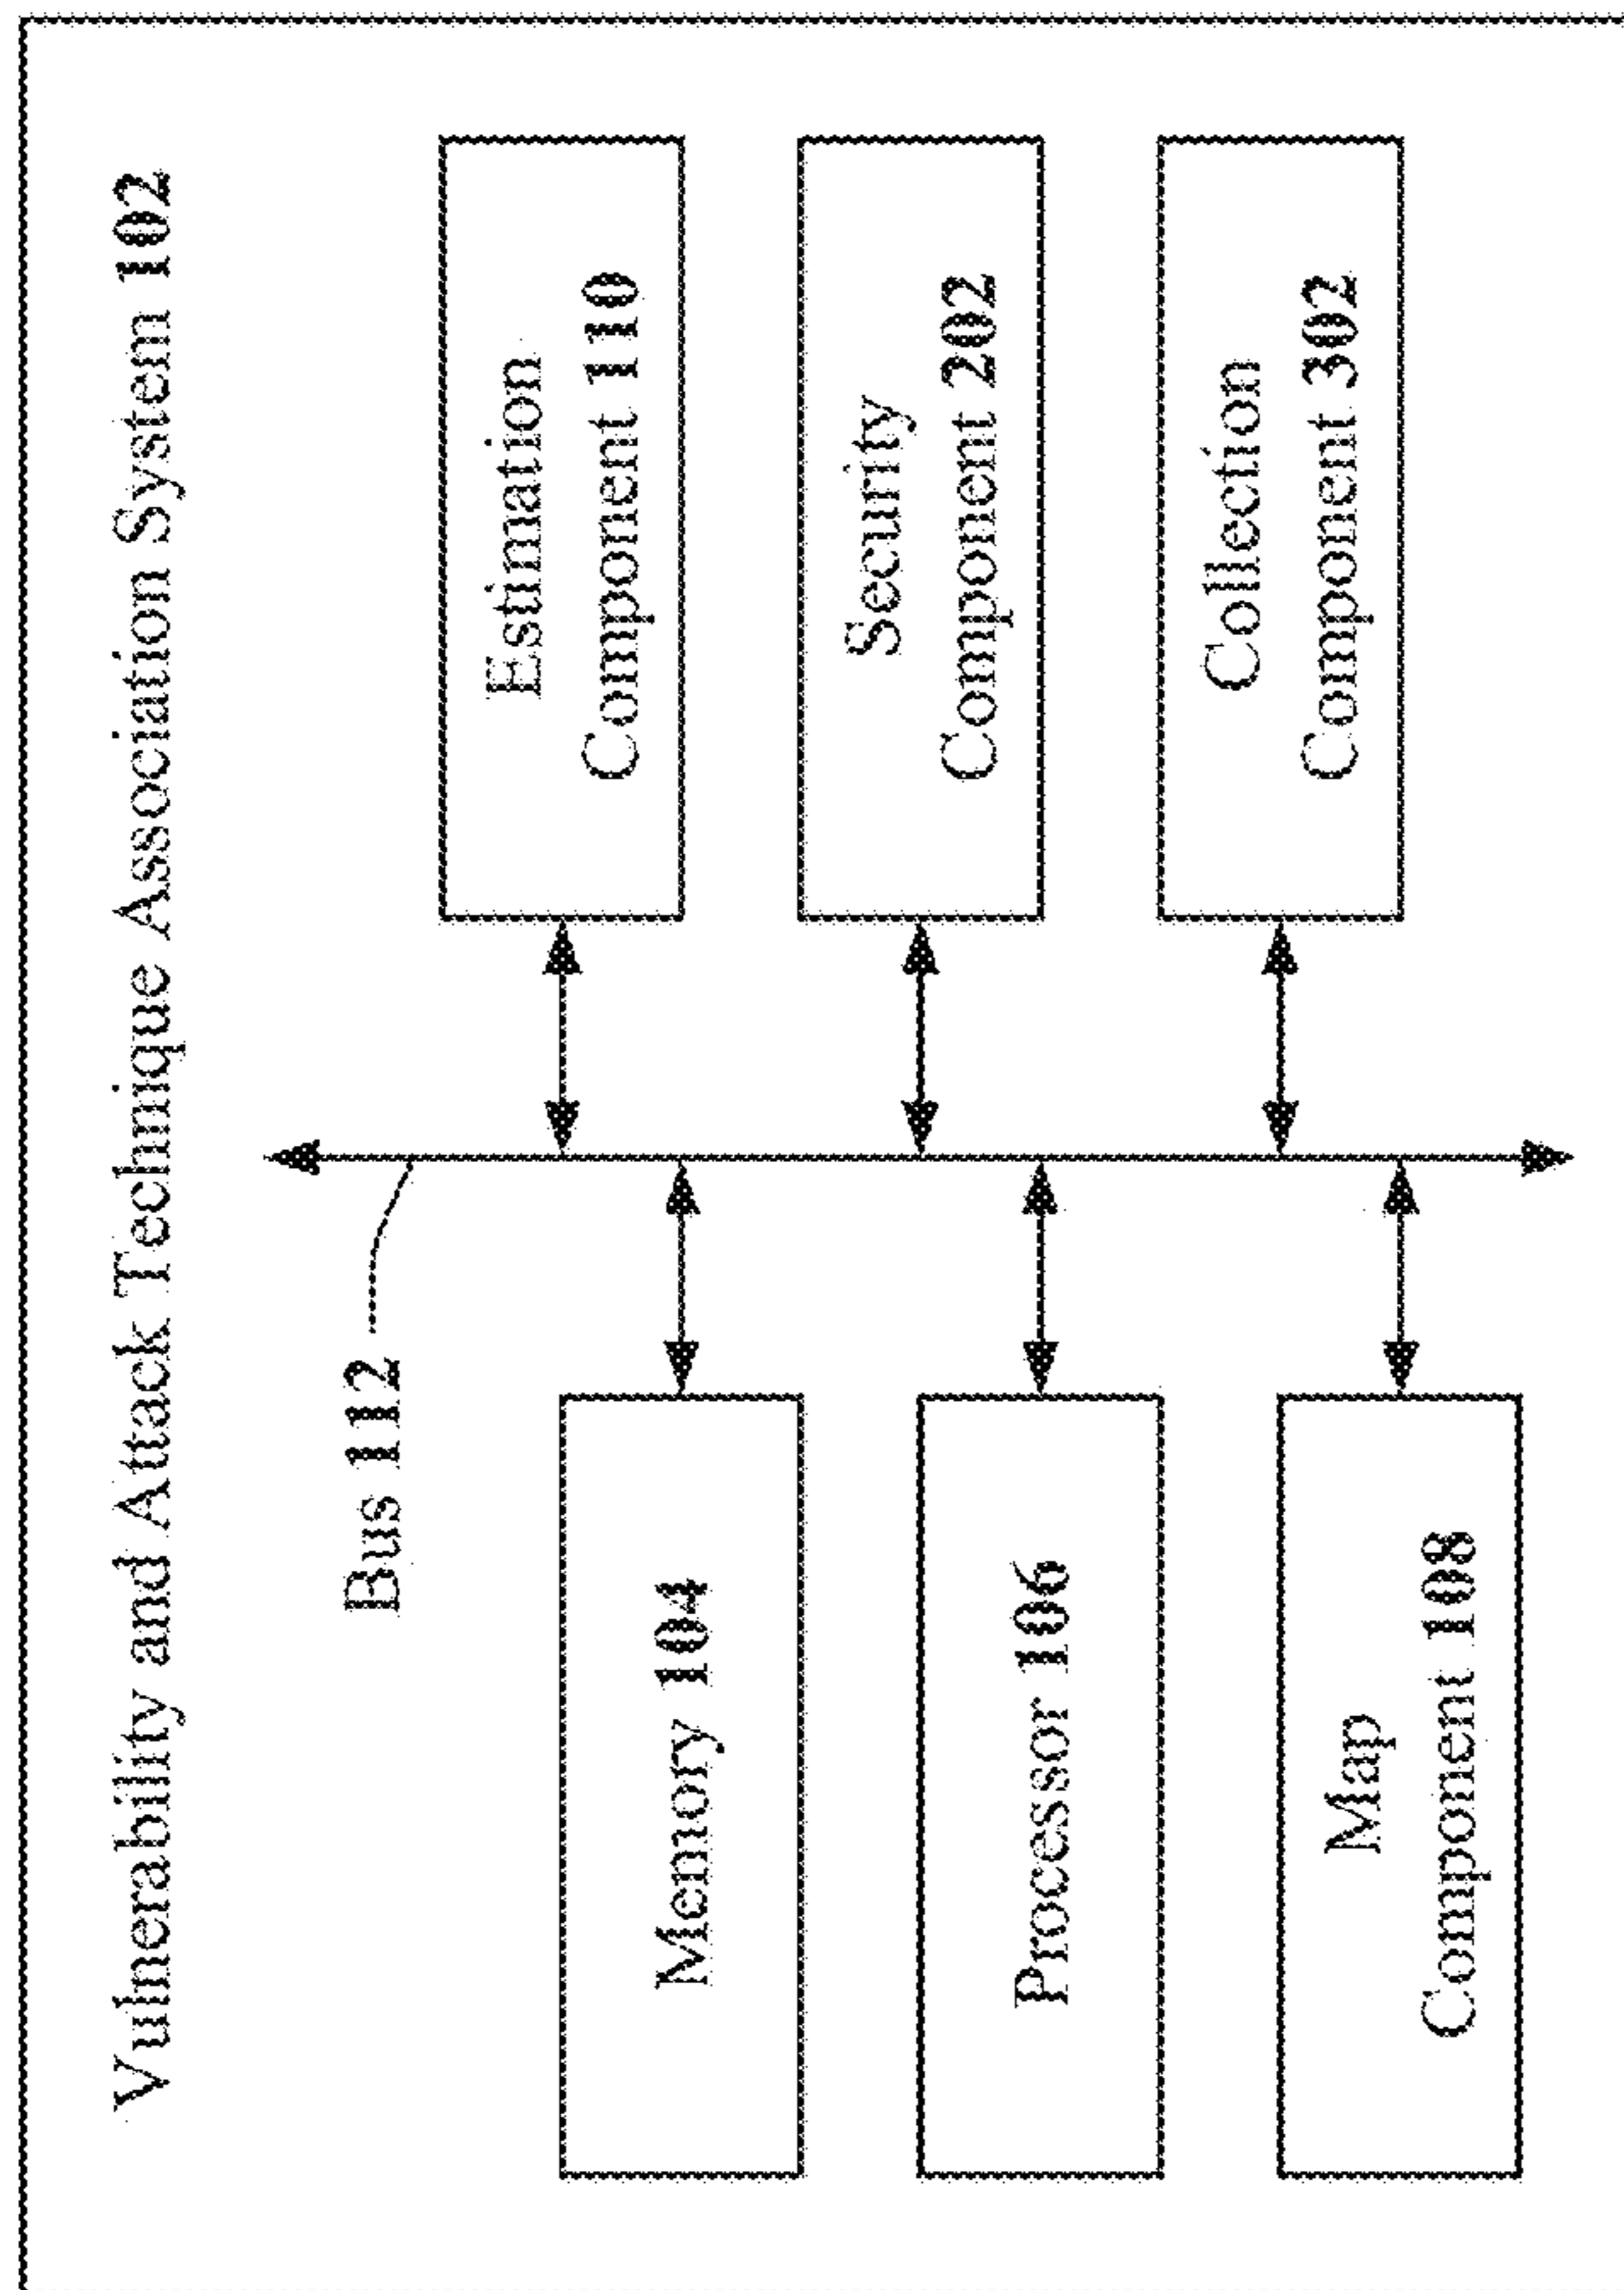 Vulnerability and Attack Technique Association System 102
Bus 112
Memory 104
Processor 106
Map
Component 108
Estimation
Component 110
Security
Component 202
Collection
Component 302